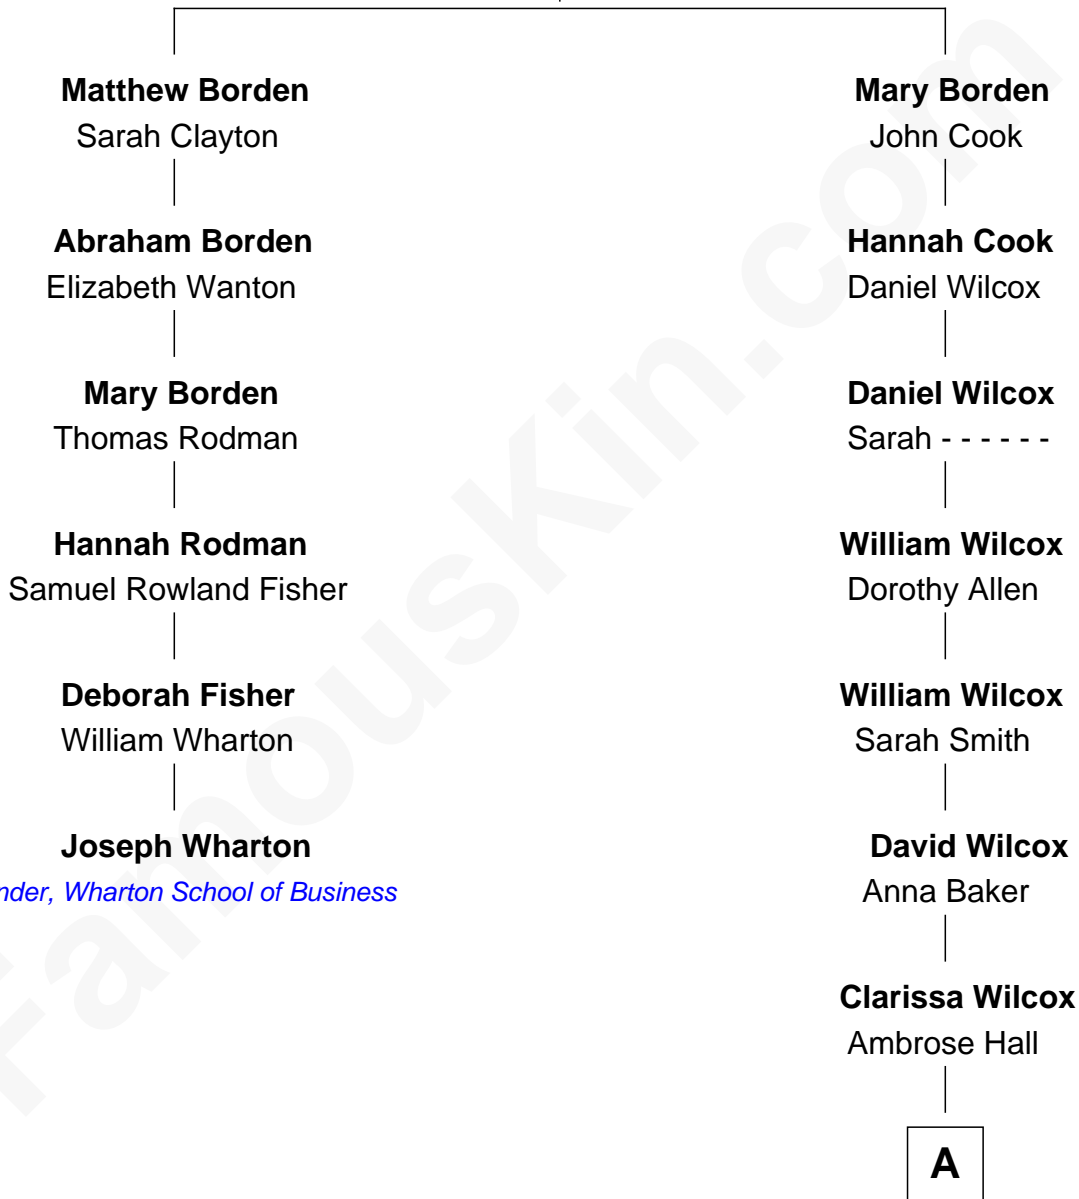 Matthew Borden
Sarah Clayton
Abraham Borden
Elizabeth Wanton
Mary Borden
Thomas Rodman
Hannah Rodman
Samuel Rowland Fisher
Deborah Fisher
William Wharton
Joseph Wharton
nder, Wharton School of Business
Mary Borden
John Cook
Hannah Cook
Daniel Wilcox
Daniel Wilcox
Sarah - - - - - -
William Wilcox
Dorothy Allen
William Wilcox
Sarah Smith
David Wilcox
Anna Baker
Clarissa Wilcox
Ambrose Hall
A
FamousKin.com